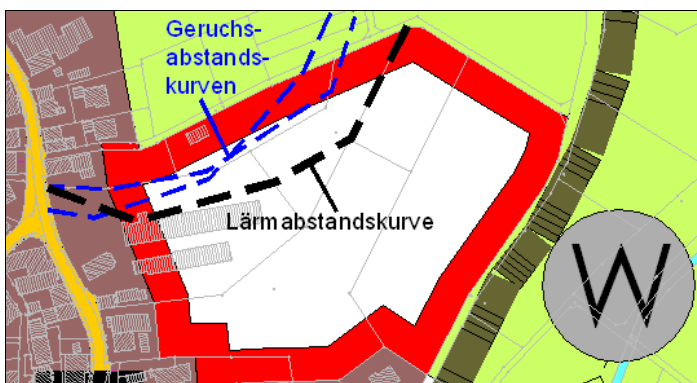 Geruchs-
abstands-
kurven
Lärmabstandskurve
W